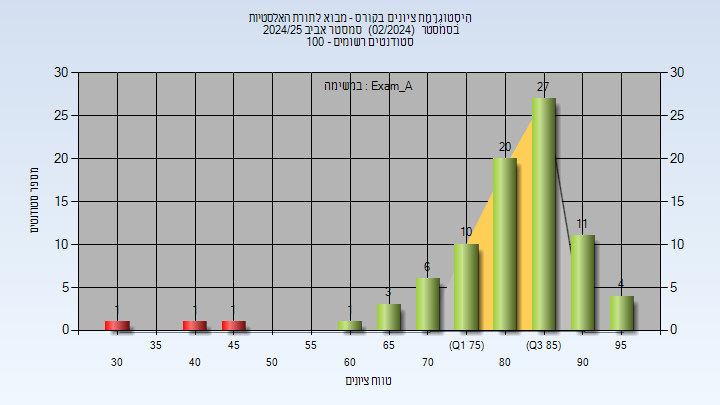 היסטוגרמת ציונים בקורס - מבוא לתורת האלסטיות
בסמסטר (02/2024) סמסטר אביב 2024/25
סטודנטים רשומים - 100
במשימה : Exam_A
מספר סטודנטים
30 25 20 15 10 5 0
1 1 1 1 3 6 10 20 27 11 4
30 25 20 15 10 5 0
35 45 55 65 (Q1 75) (Q3 85) 95
30 40 50 60 70 80 90
טווח ציונים